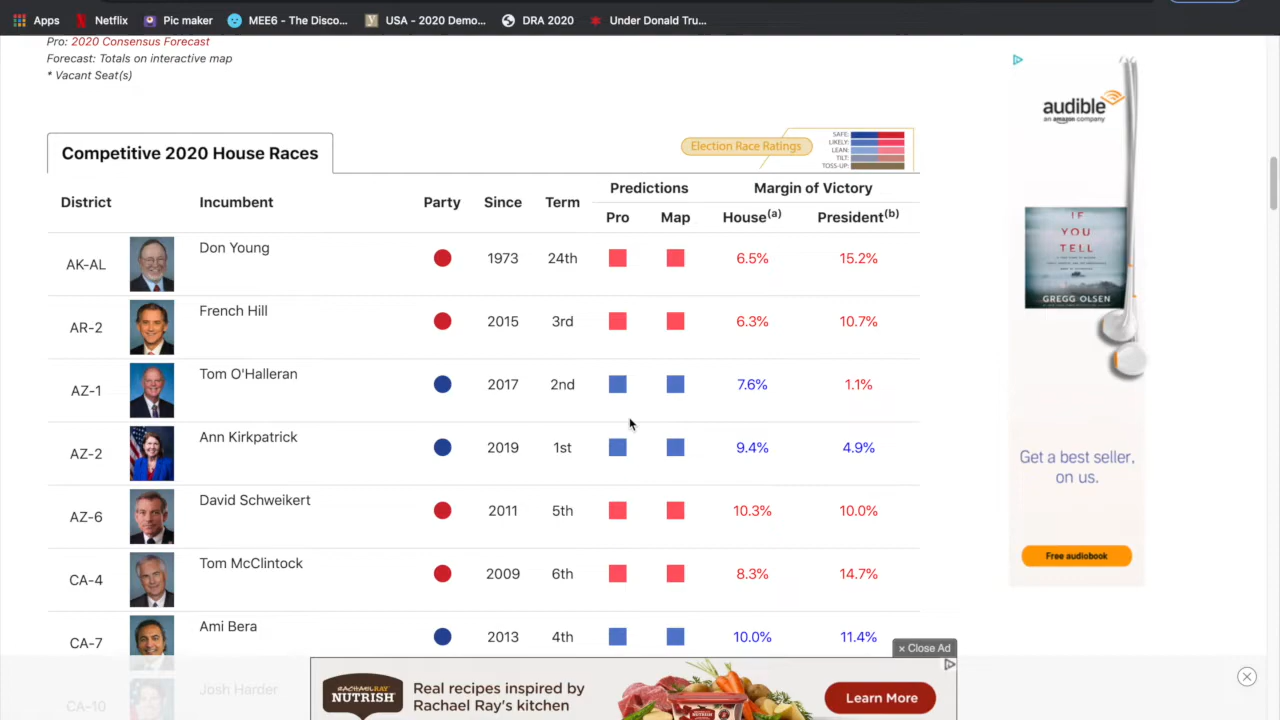 Apps Netflix Pic maker MEE6 - The Disco... USA - 2020 Demo... DRA 2020 Under Donald Tru...
Pro: 2020 Consensus Forecast
Forecast: Totals on interactive map
* Vacant Seat(s)
Competitive 2020 House Races
Election Race Ratings
SAFE:
LIKELY:
LEAN:
TILT:
TOSS-UP:
District Incumbent Party Since Term Predictions Margin of Victory
Pro Map House(a) President(b)
AK-AL Don Young 1973 24th 6.5% 15.2%
AR-2 French Hill 2015 3rd 6.3% 10.7%
AZ-1 Tom O'Halleran 2017 2nd 7.6% 1.1%
AZ-2 Ann Kirkpatrick 2019 1st 9.4% 4.9%
AZ-6 David Schweikert 2011 5th 10.3% 10.0%
CA-4 Tom McClintock 2009 6th 8.3% 14.7%
CA-7 Ami Bera 2013 4th 10.0% 11.4%
CA-10 Josh Harder
audible
an amazon company
IF
YOU
TELL
GREGG OLSEN
Get a best seller,
on us.
Free audiobook
× Close Ad
RACHAEL RAY
NUTRISH
Real recipes inspired by
Rachael Ray's kitchen
Learn More